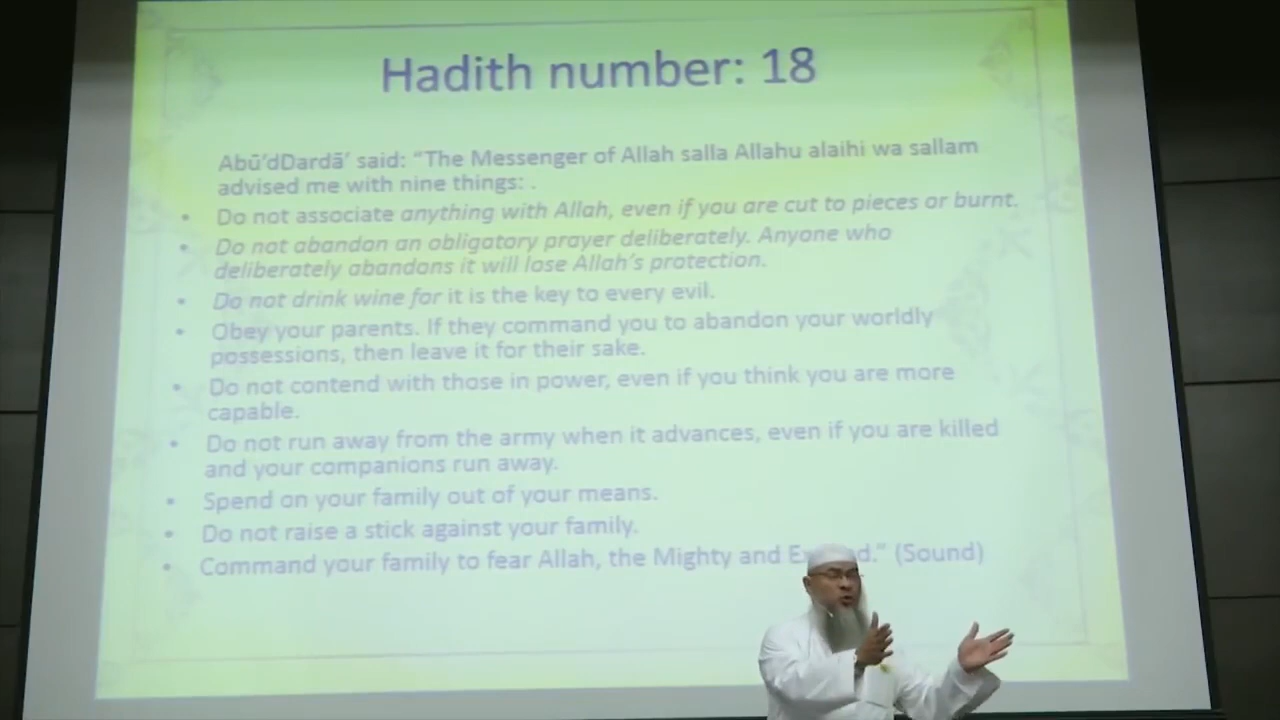 Hadith number: 18
Abū'dDardā' said: "The Messenger of Allah salla Allahu alaihi wa sallam
advised me with nine things: .
• Do not associate anything with Allah, even if you are cut to pieces or burnt.
• Do not abandon an obligatory prayer deliberately. Anyone who
deliberately abandons it will lose Allah's protection.
• Do not drink wine for it is the key to every evil.
• Obey your parents. If they command you to abandon your worldly
possessions, then leave it for their sake.
• Do not contend with those in power, even if you think you are more
capable.
• Do not run away from the army when it advances, even if you are killed
and your companions run away.
• Spend on your family out of your means.
• Do not raise a stick against your family.
• Command your family to fear Allah, the Mighty and (Sound)